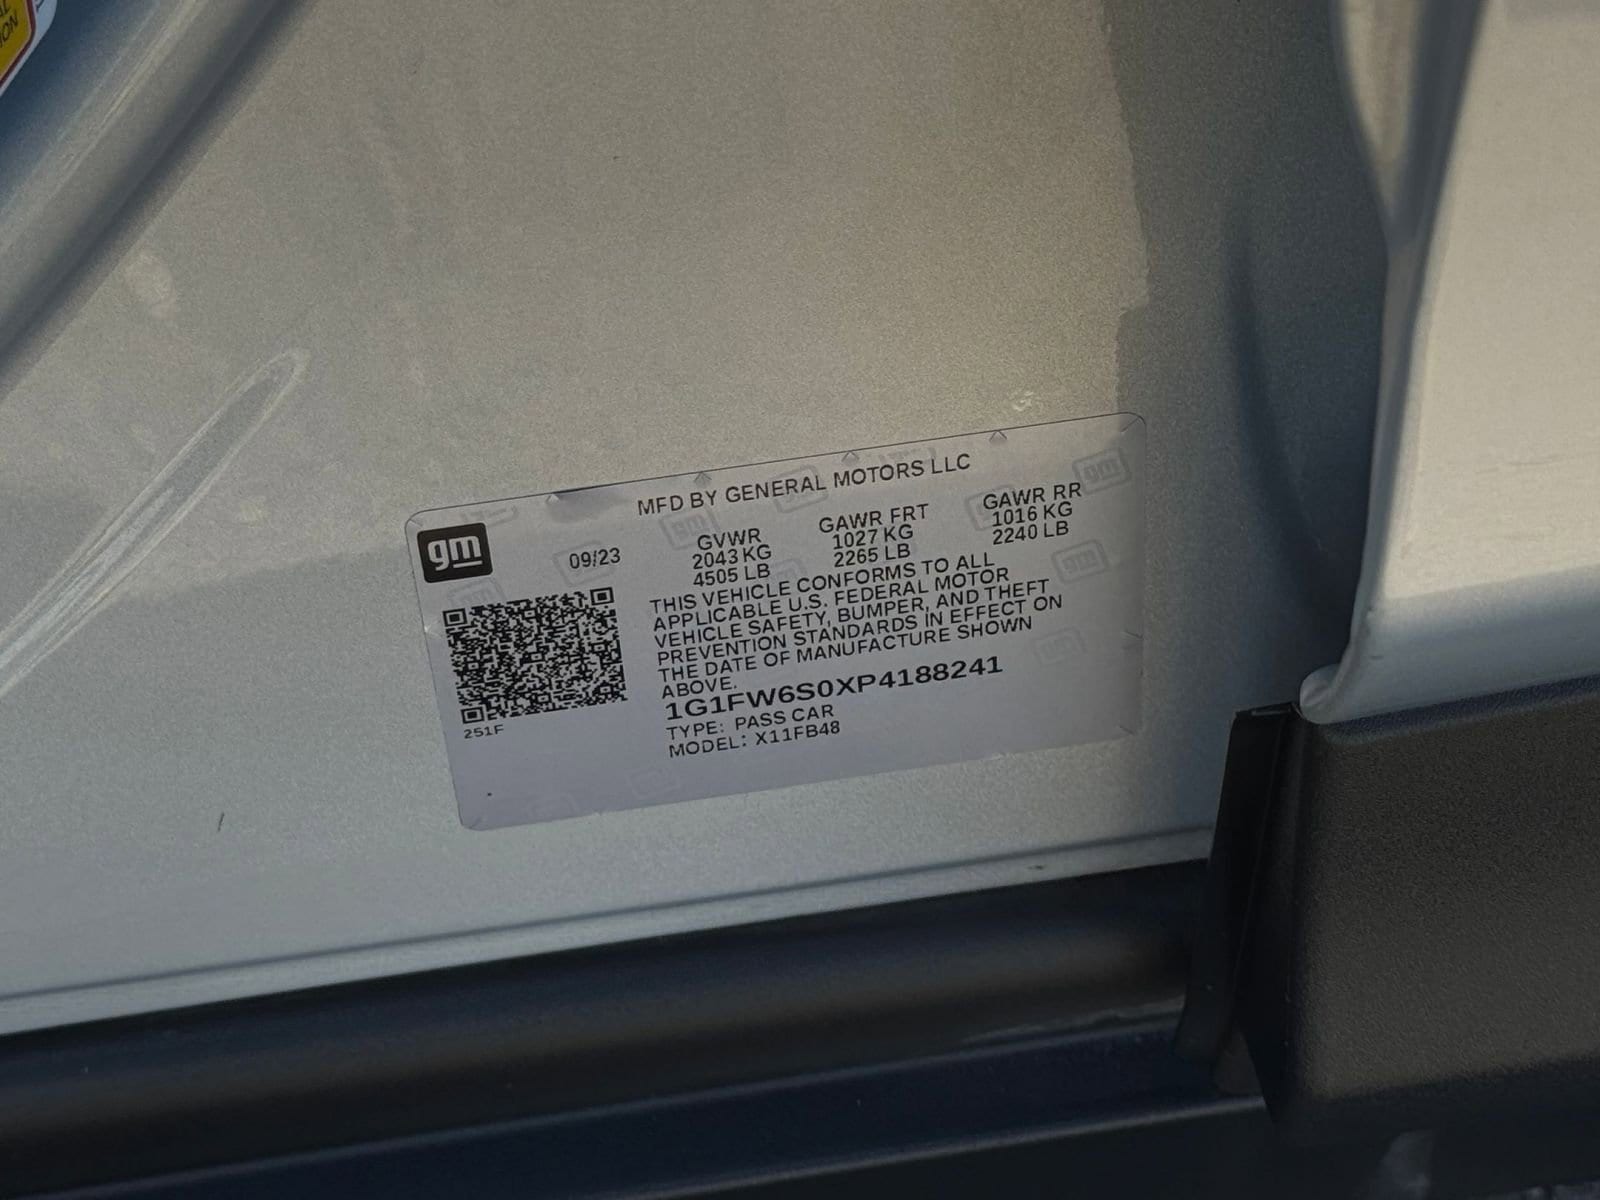 MFD BY GENERAL MOTORS LLC
gm
09/23
GVWR
2043 KG
4505 LB
GAWR FRT
1027 KG
2265 LB
GAWR RR
1016 KG
2240 LB
THIS VEHICLE CONFORMS TO ALL
APPLICABLE U.S. FEDERAL MOTOR
VEHICLE SAFETY, BUMPER, AND THEFT
PREVENTION STANDARDS IN EFFECT ON
THE DATE OF MANUFACTURE SHOWN
ABOVE.
1G1FW6S0XP4188241
TYPE: PASS CAR
MODEL: X11FB48
251F